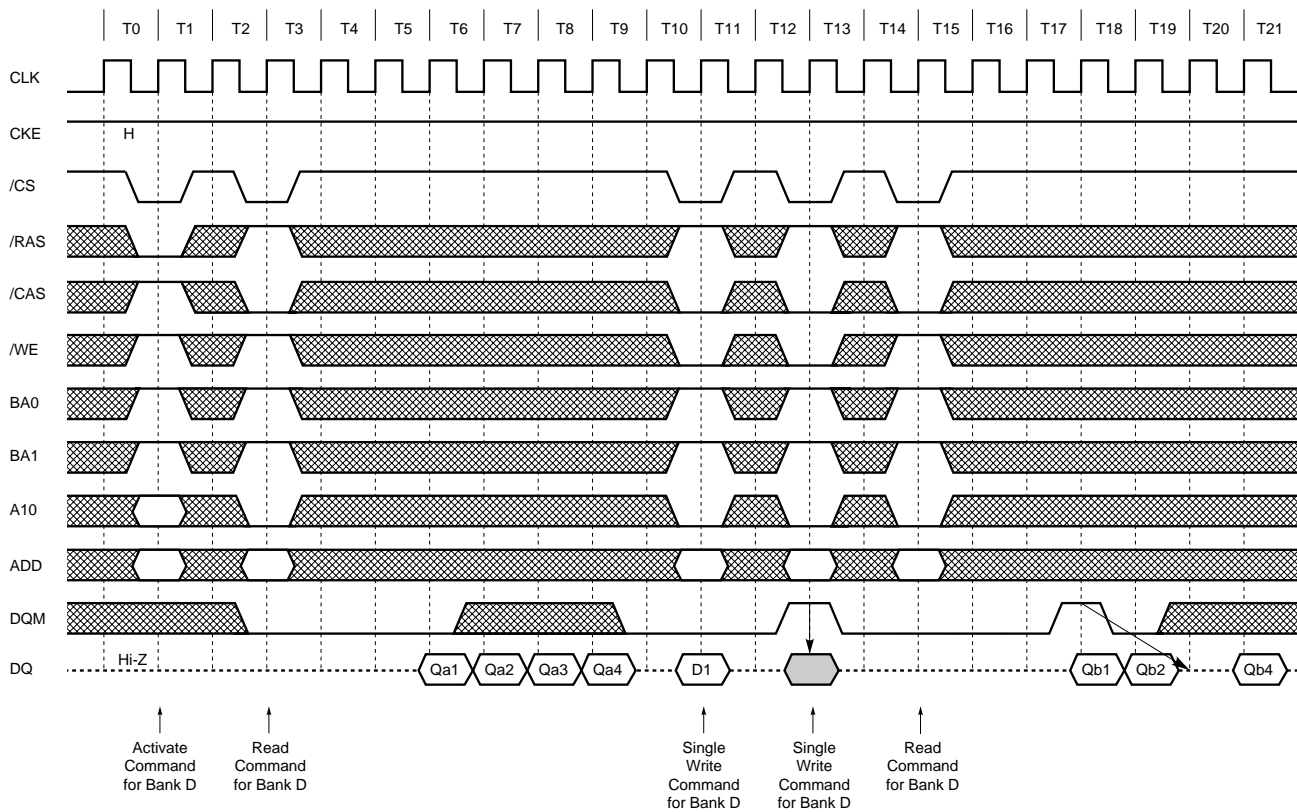 T0 T1 T2 T3 T4 T5 T6 T7 T8 T9 T10 T11 T12 T13 T14 T15 T16 T17 T18 T19 T20 T21
CLK
CKE H
/CS
/RAS
/CAS
/WE
BA0
BA1
A10
ADD
DQM
DQ Hi-Z Qa1 Qa2 Qa3 Qa4 D1 Qb1 Qb2 Qb4
Activate
Command
for Bank D
Read
Command
for Bank D
Single
Write
Command
for Bank D
Single
Write
Command
for Bank D
Read
Command
for Bank D